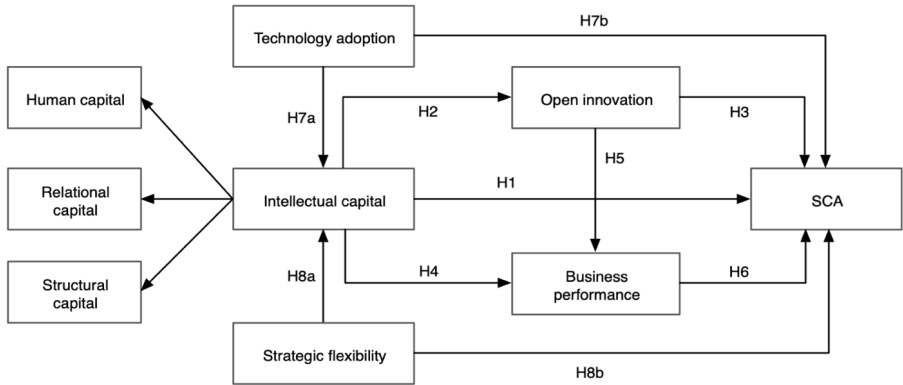 H7b
Technology adoption
Human capital
Open innovation
H7a
H2
H3
H5
Relational
capital
Intellectual capital
H1
SCA
Structural
capital
H8a
H4
Business
performance
H6
Strategic flexibility
H8b